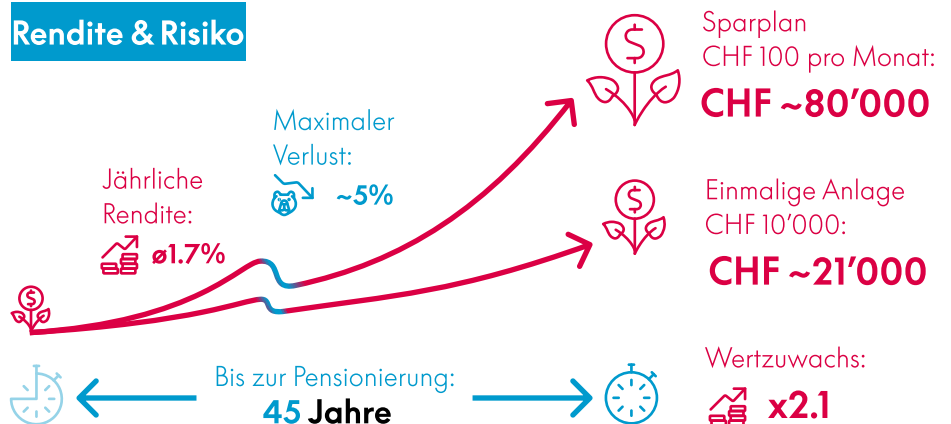 Rendite & Risiko
Sparplan
CHF 100 pro Monat:
CHF ~80’000
Maximaler
Verlust:
~5%
Jährliche
Rendite:
ø1.7%
Einmalige Anlage
CHF 10’000:
CHF ~21’000
Bis zur Pensionierung:
45 Jahre
Wertzuwachs:
x2.1